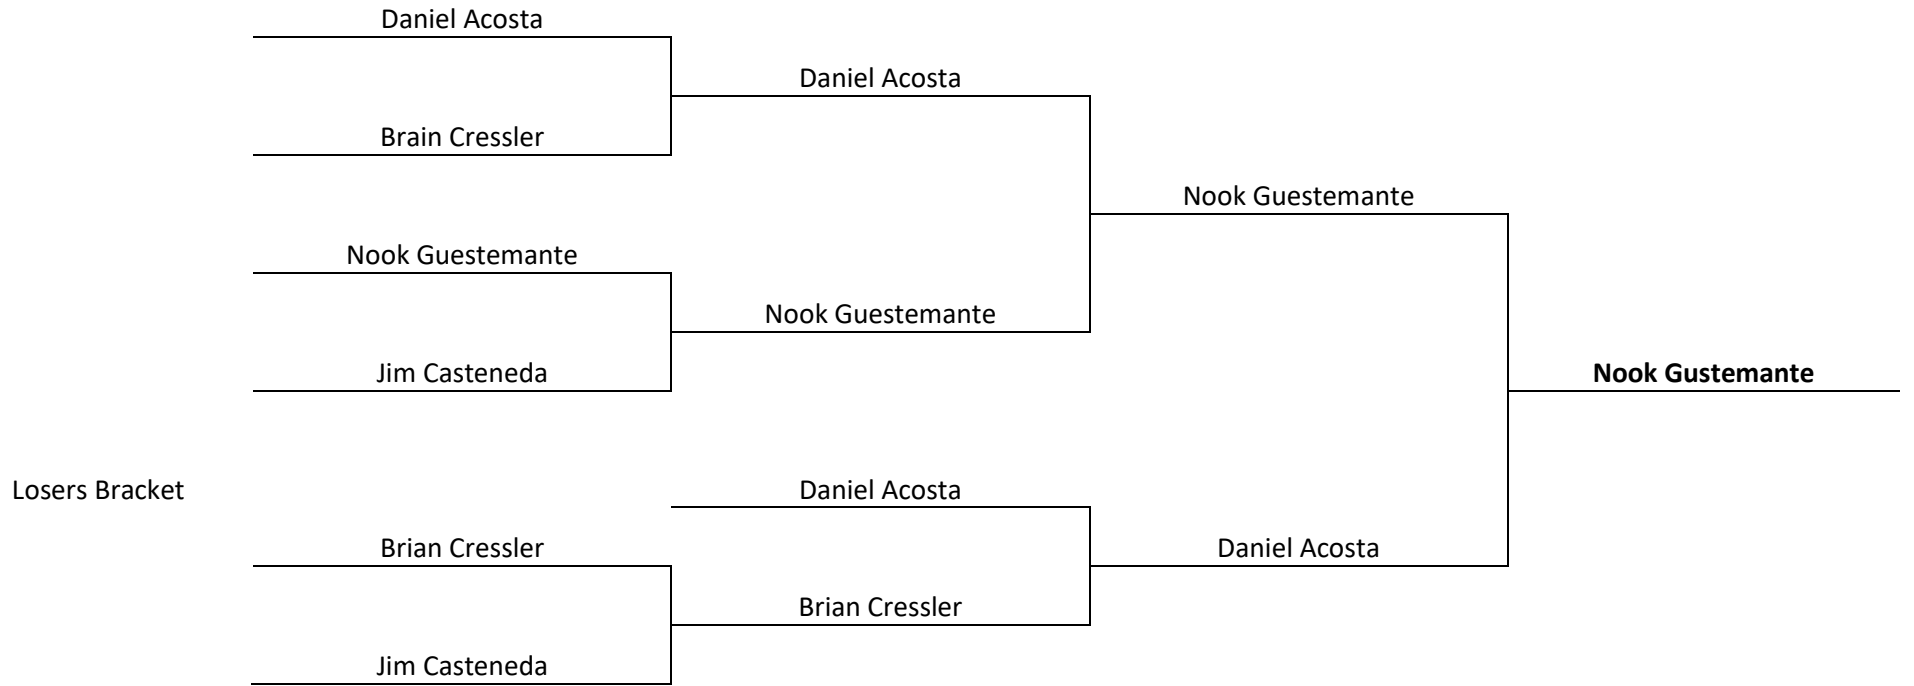 Daniel Acosta
Daniel Acosta
Brain Cressler
Nook Guestemante
Nook Guestemante
Nook Guestemante
Jim Casteneda
Nook Gustemante
Losers Bracket
Daniel Acosta
Brian Cressler
Daniel Acosta
Brian Cressler
Jim Casteneda